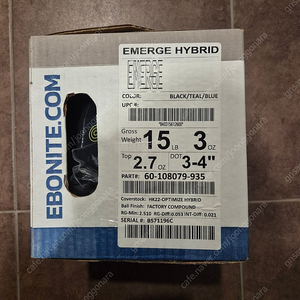 EMERGE HYBRID
EMERGE
COLOR: BLACK/TEAL/BLUE
UPC#:
Gross Weight 15 LB 3 OZ
Top 2.7 OZ DOT 3-4"
PART# 60-108079-935
Coverstock: HK22-OPTIMIZE HYBRID
Ball Finish: FACTORY COMPOUND
RG-Min: 2.510 RG-Diff: 0.053 INT-Diff: 0.021
SERIAL #: B571196C
EBONITE.COM